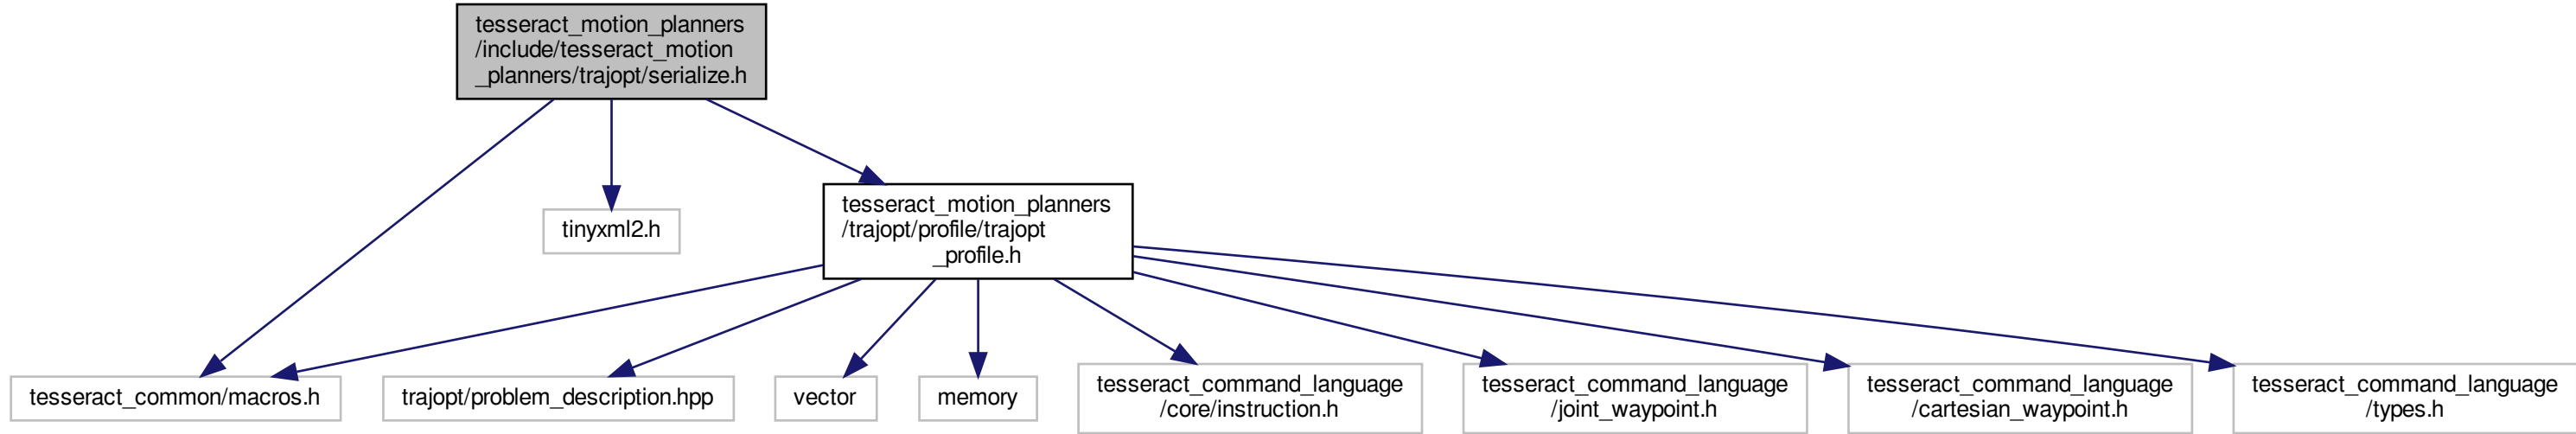 tesseract_motion_planners
/include/tesseract_motion
_planners/trajopt/serialize.h
tinyxml2.h
tesseract_motion_planners
/trajopt/profile/trajopt
_profile.h
tesseract_common/macros.h
trajopt/problem_description.hpp
vector
memory
tesseract_command_language
/core/instruction.h
tesseract_command_language
/joint_waypoint.h
tesseract_command_language
/cartesian_waypoint.h
tesseract_command_language
/types.h